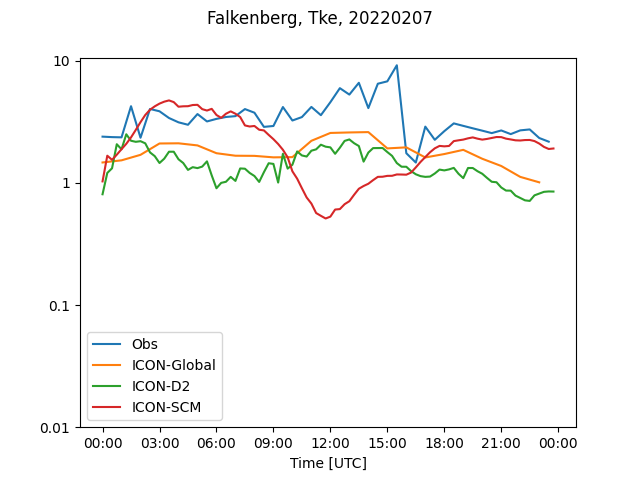 Falkenberg, Tke, 20220207
10
1
0.1
0.01
Obs
ICON-Global
ICON-D2
ICON-SCM
00:00 03:00 06:00 09:00 12:00 15:00 18:00 21:00 00:00
Time [UTC]